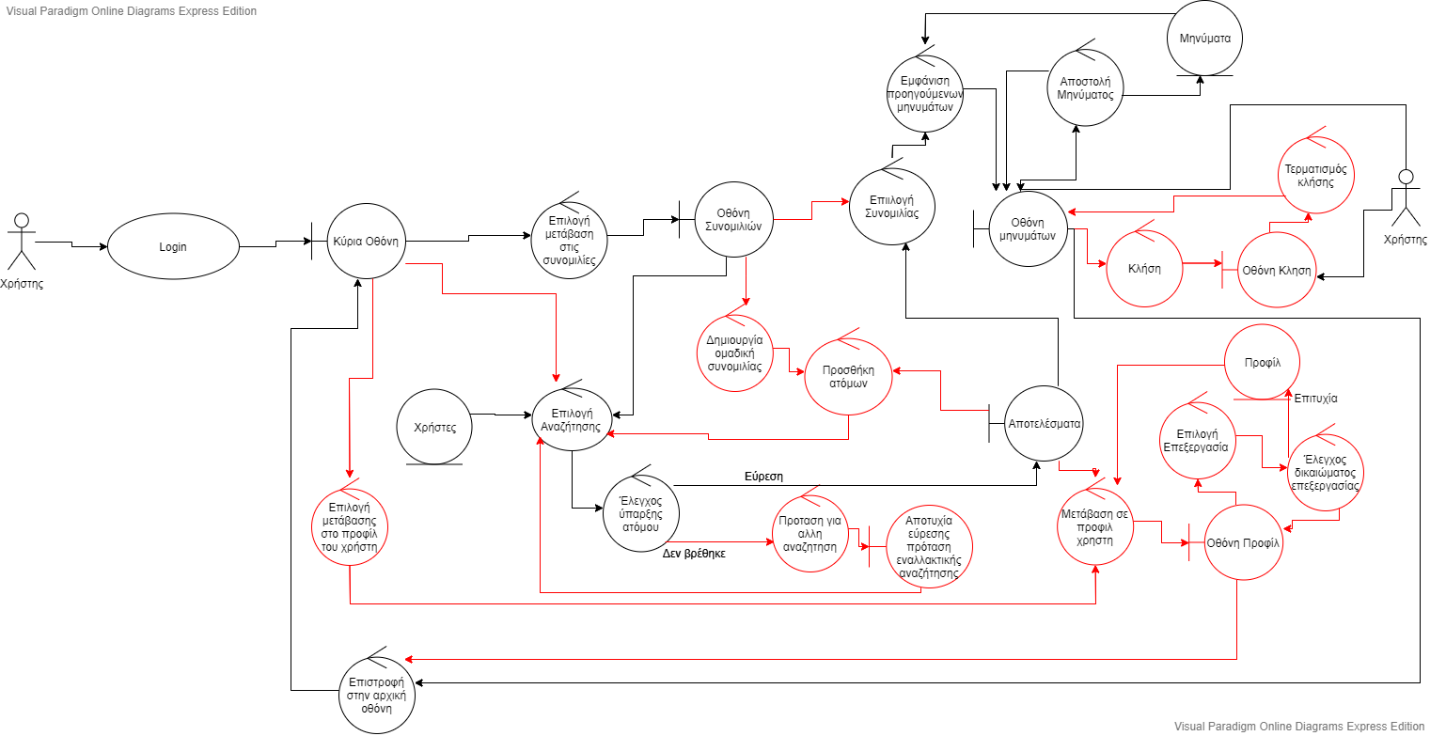 Visual Paradigm Online Diagrams Express Edition
Μηνύματα
Εμφάνιση
προηγούμενων
μηνυμάτων
Αποστολή
Μηνύματος
Τερματισμός
κλήσης
Χρήστης
Login
Κύρια Οθόνη
Επιλογή
μετάβαση
στις
συνομιλίες
Οθόνη
Συνομιλιών
Επιιλογή
Συνομιλίας
Οθόνη
μηνυμάτων
Κλήση
Οθόνη Κληση
Χρήστης
Δημιουργία
ομαδική
συνομιλίας
Προσθήκη
ατόμων
Προφίλ
Επιτυχία
Χρήστες
Επιλογή
Αναζήτησης
Αποτελέσματα
Επιλογή
Επεξεργασία
Έλεγχος
δικαιώματος
επεξεργασίας
Εύρεση
Έλεγχος
ύπαρξης
ατόμου
Δεν βρέθηκε
Προταση για
αλλη
αναζητηση
Αποτυχία
εύρεσης
πρόταση
εναλλακτικής
αναζήτησης
Μετάβαση σε
προφιλ
χρηστη
Οθόνη Προφίλ
Επιλογή
μετάβασης
στο προφίλ
του χρήστη
Επιστροφή
στην αρχική
οθόνη
Visual Paradigm Online Diagrams Express Edition